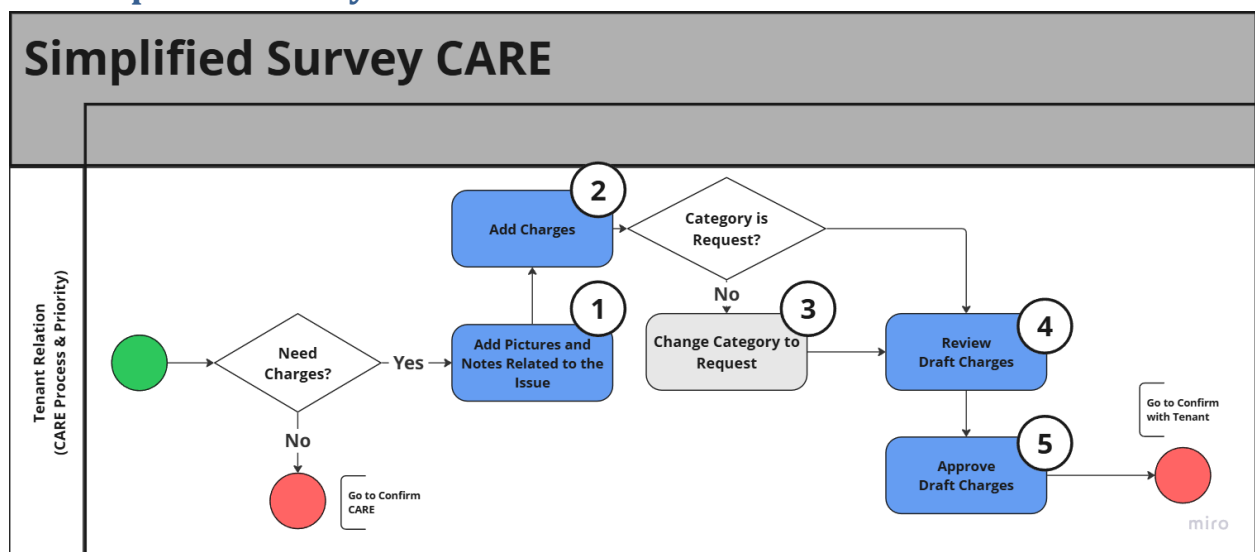 Simplified Survey CARE
Tenant Relation
(CARE Process & Priority)
Need
Charges?
Yes
No
Go to Confirm
CARE
1
Add Pictures and
Notes Related to the
Issue
2
Add Charges
Category is
Request?
No
3
Change Category to
Request
4
Review
Draft Charges
5
Approve
Draft Charges
Go to Confirm
with Tenant
miro